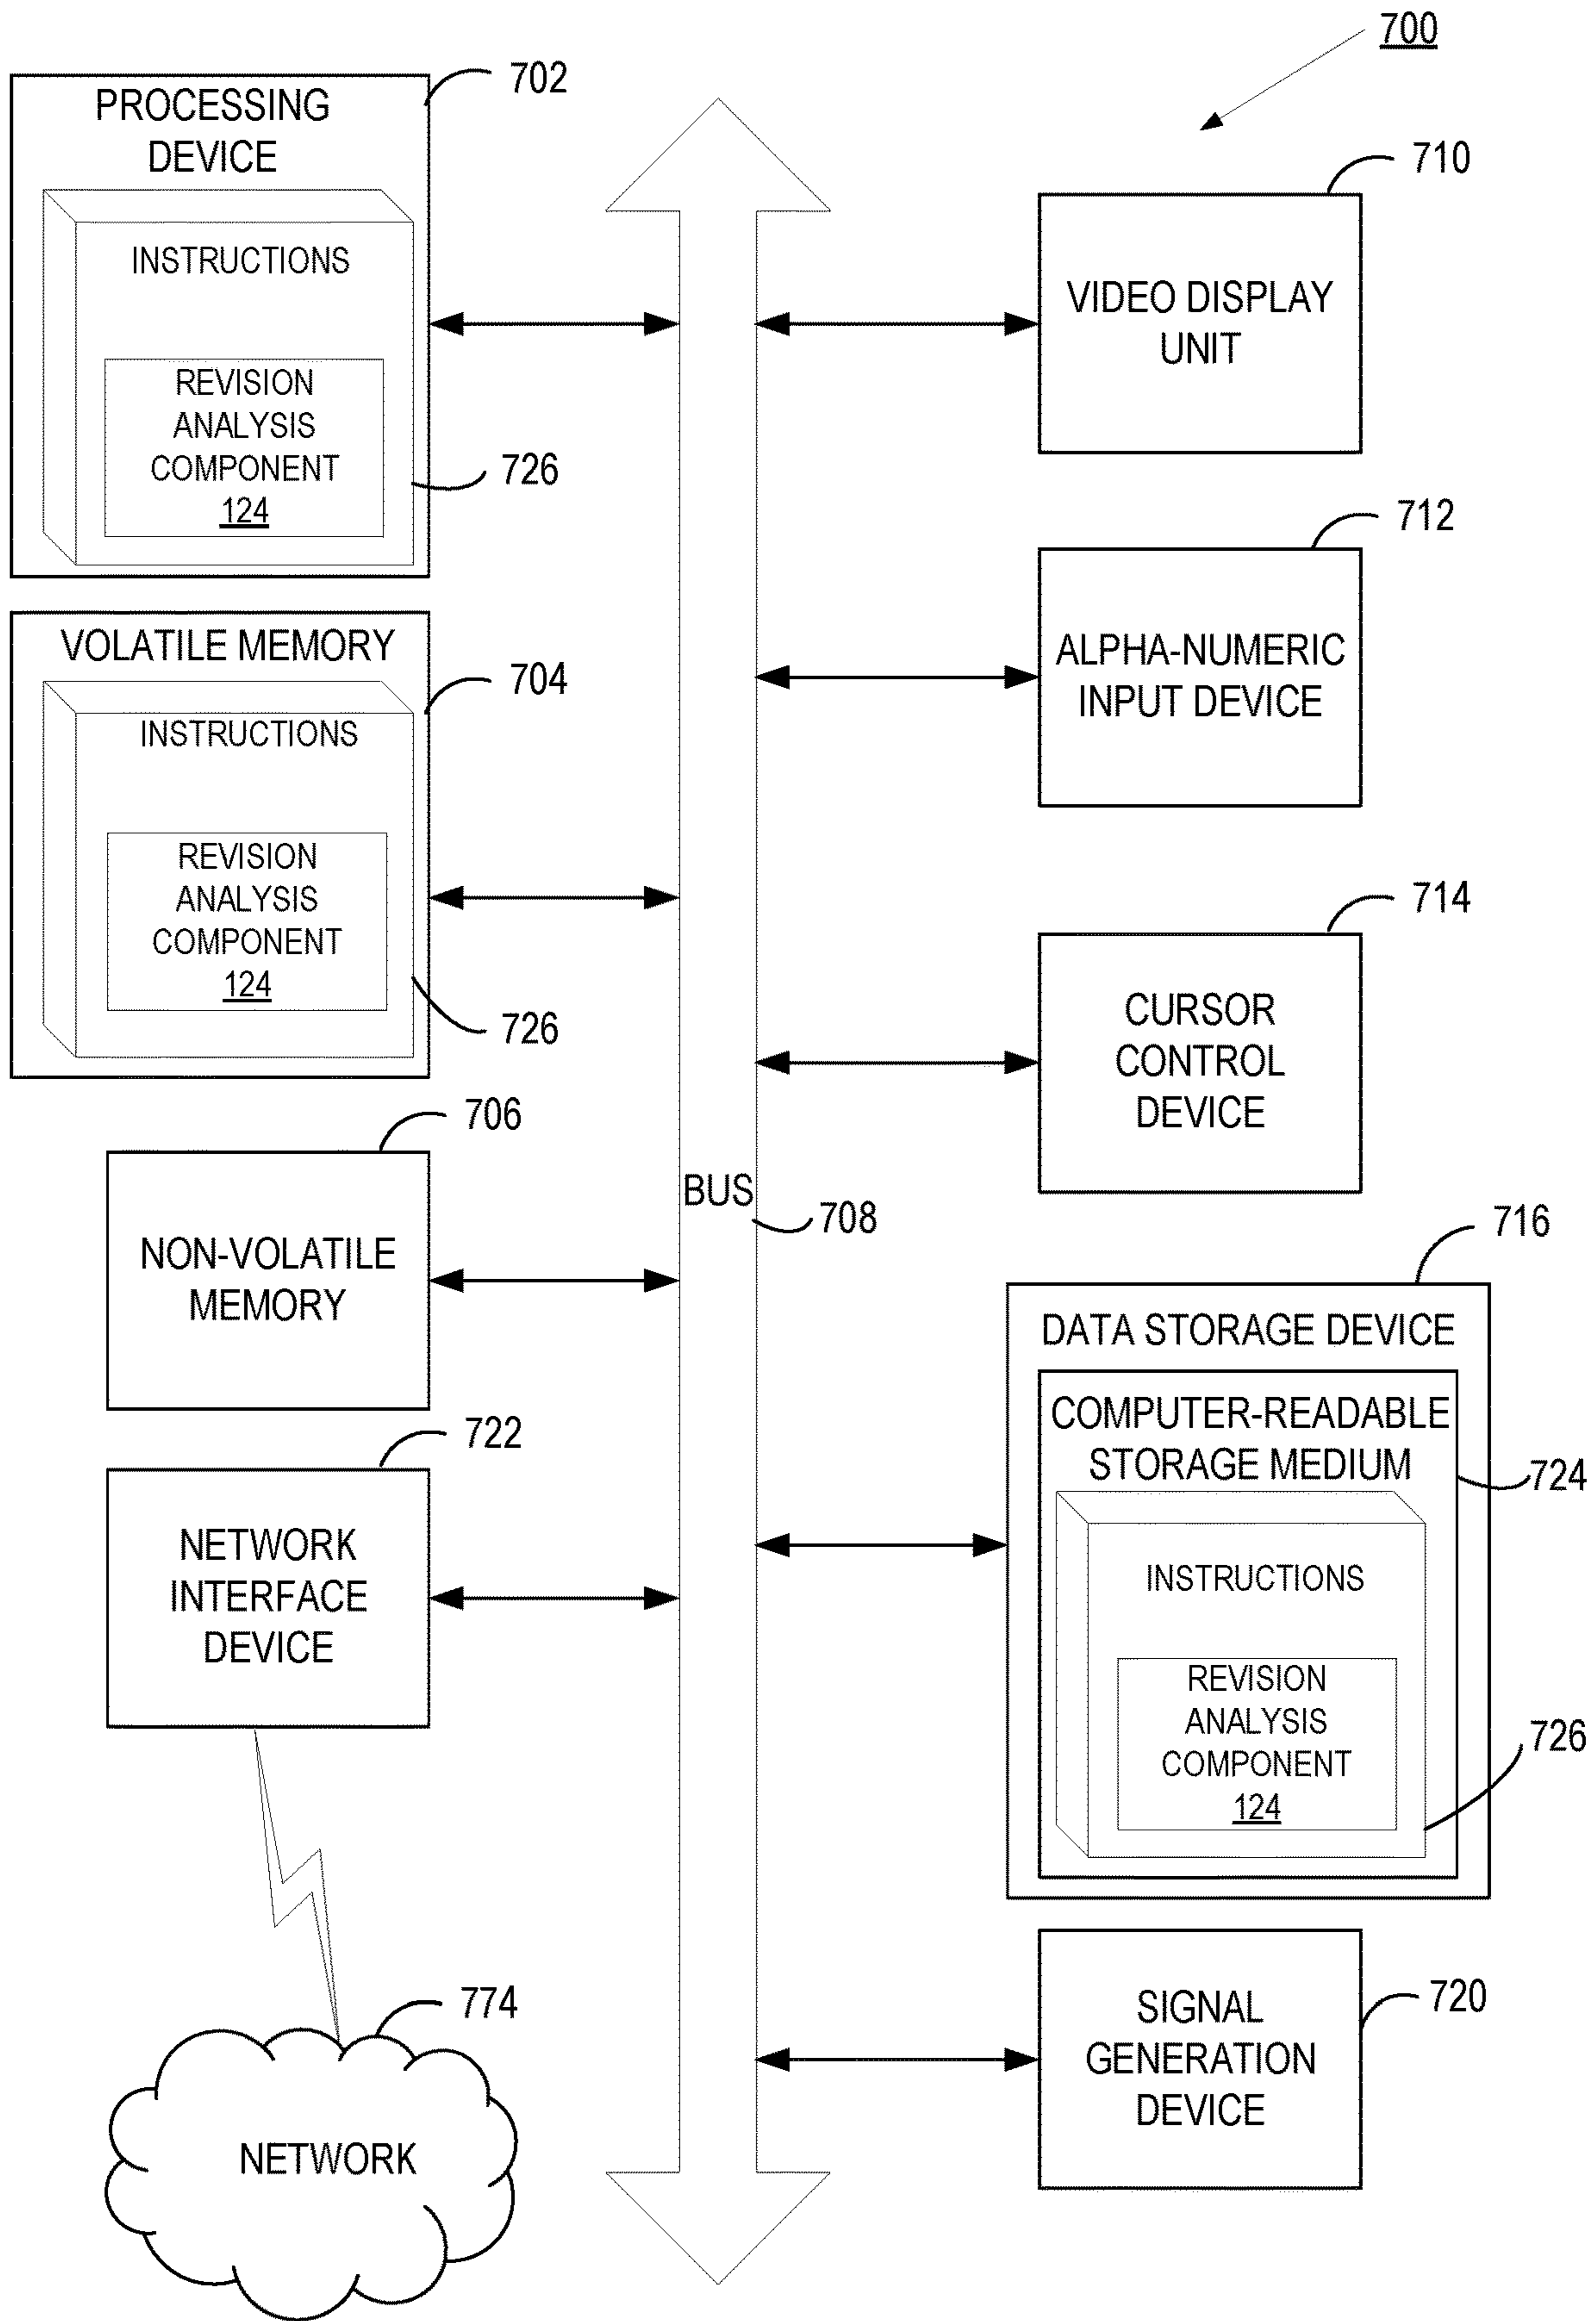 700
702
PROCESSING
DEVICE
INSTRUCTIONS
REVISION
ANALYSIS
COMPONENT
124
726
VOLATILE MEMORY
704
INSTRUCTIONS
REVISION
ANALYSIS
COMPONENT
124
726
706
NON-VOLATILE
MEMORY
722
NETWORK
INTERFACE
DEVICE
774
NETWORK
BUS
708
710
VIDEO DISPLAY
UNIT
712
ALPHA-NUMERIC
INPUT DEVICE
714
CURSOR
CONTROL
DEVICE
716
DATA STORAGE DEVICE
COMPUTER-READABLE
STORAGE MEDIUM
724
INSTRUCTIONS
REVISION
ANALYSIS
COMPONENT
124
726
SIGNAL
GENERATION
DEVICE
720